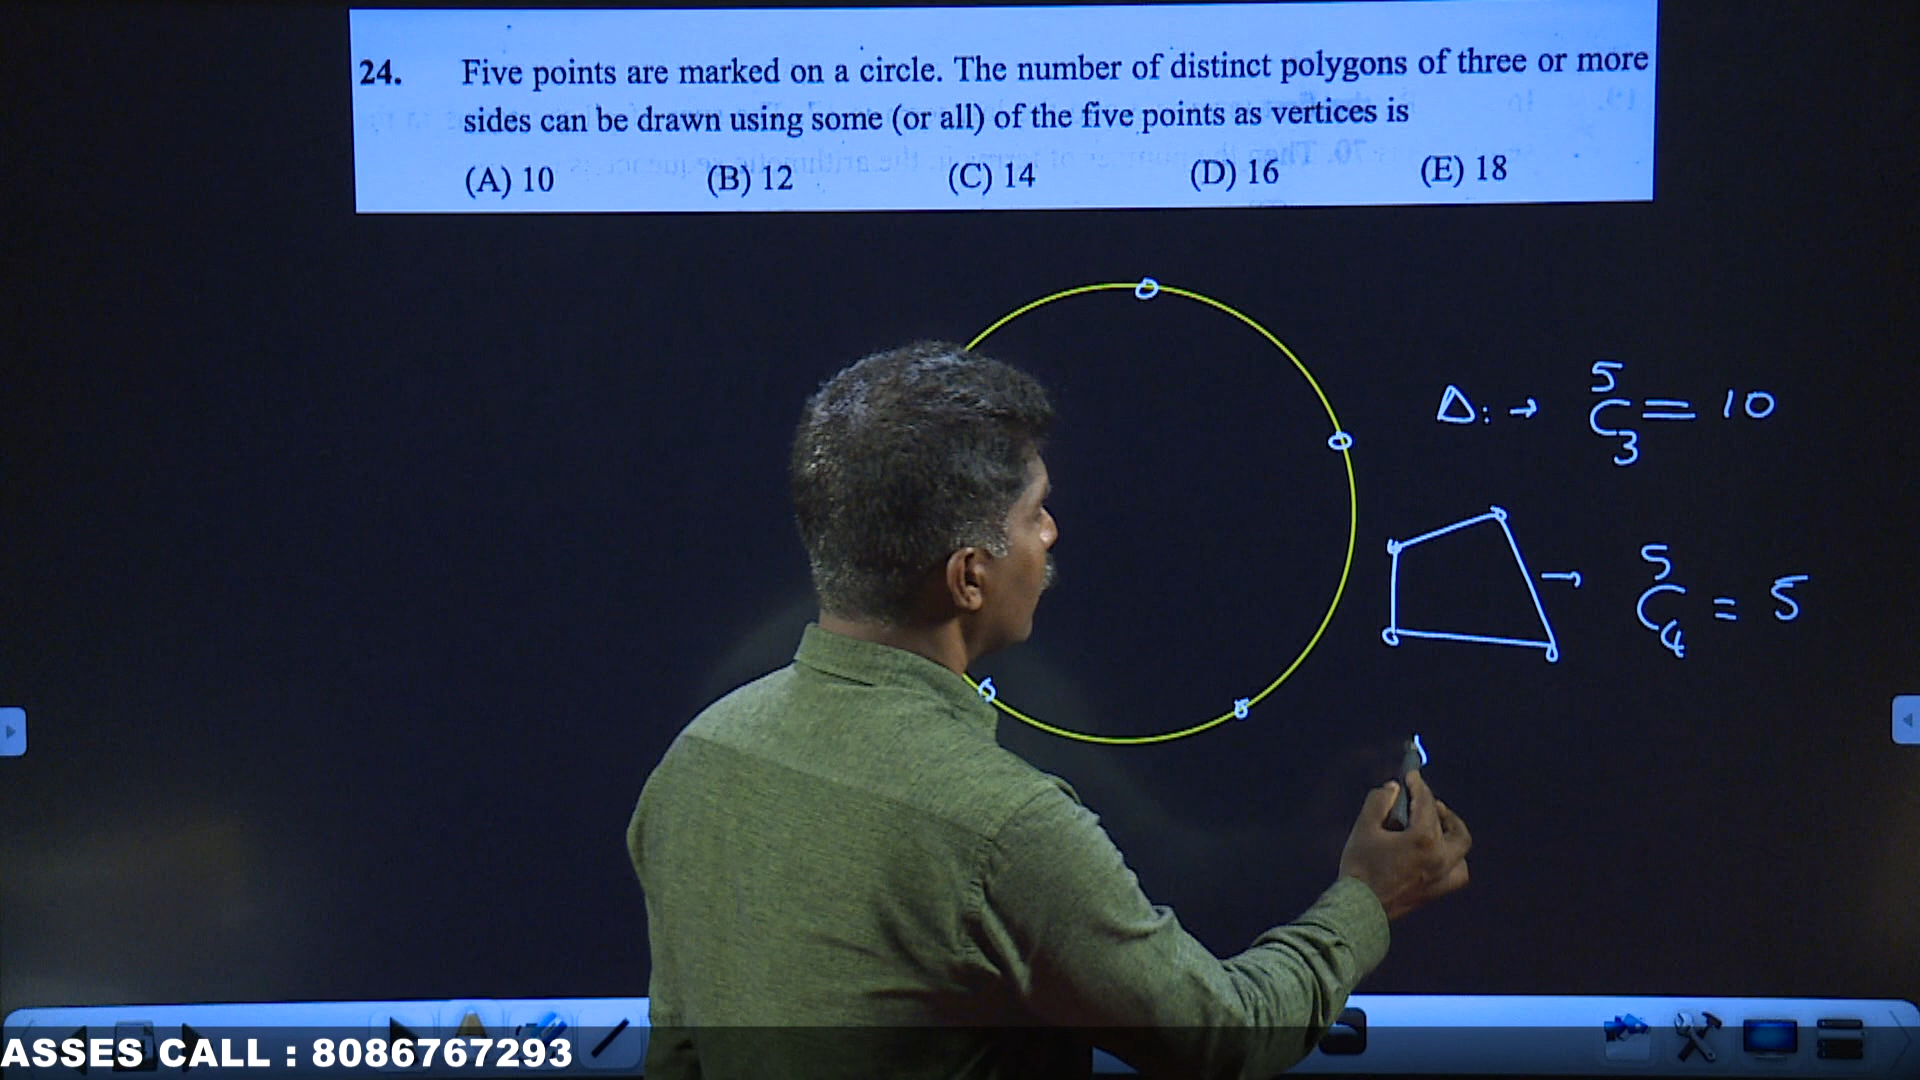 24. Five points are marked on a circle. The number of distinct polygons of three or more
sides can be drawn using some (or all) of the five points as vertices is
(A) 10 (B) 12 (C) 14 (D) 16 (E) 18
Δ: → ⁵C₃ = 10
→ ⁵C₄ = 5
ASSES CALL : 8086767293